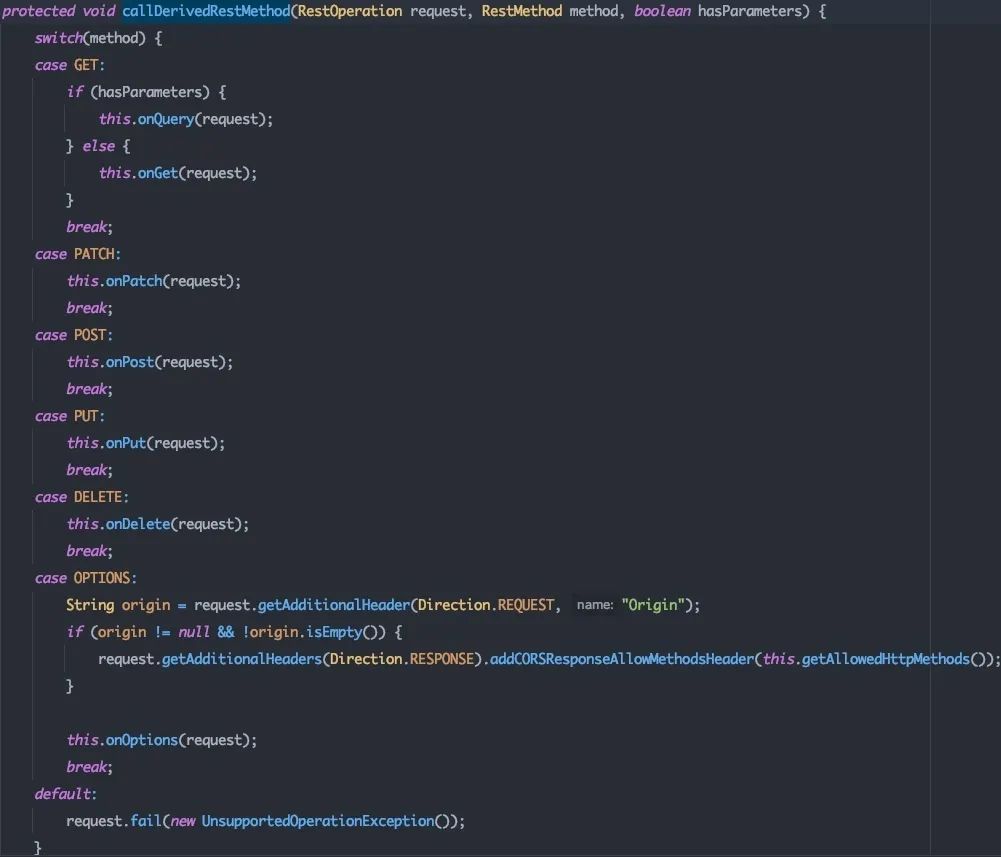 protected void callDerivedRestMethod(RestOperation request, RestMethod method, boolean hasParameters) {
switch(method) {
case GET:
if (hasParameters) {
this.onQuery(request);
} else {
this.onGet(request);
}
break;
case PATCH:
this.onPatch(request);
break;
case POST:
this.onPost(request);
break;
case PUT:
this.onPut(request);
break;
case DELETE:
this.onDelete(request);
break;
case OPTIONS:
String origin = request.getAdditionalHeader(Direction.REQUEST, name: "Origin");
if (origin != null && !origin.isEmpty()) {
request.getAdditionalHeaders(Direction.RESPONSE).addCORSResponseAllowMethodsHeader(this.getAllowedHttpMethods());
}
this.onOptions(request);
break;
default:
request.fail(new UnsupportedOperationException());
}